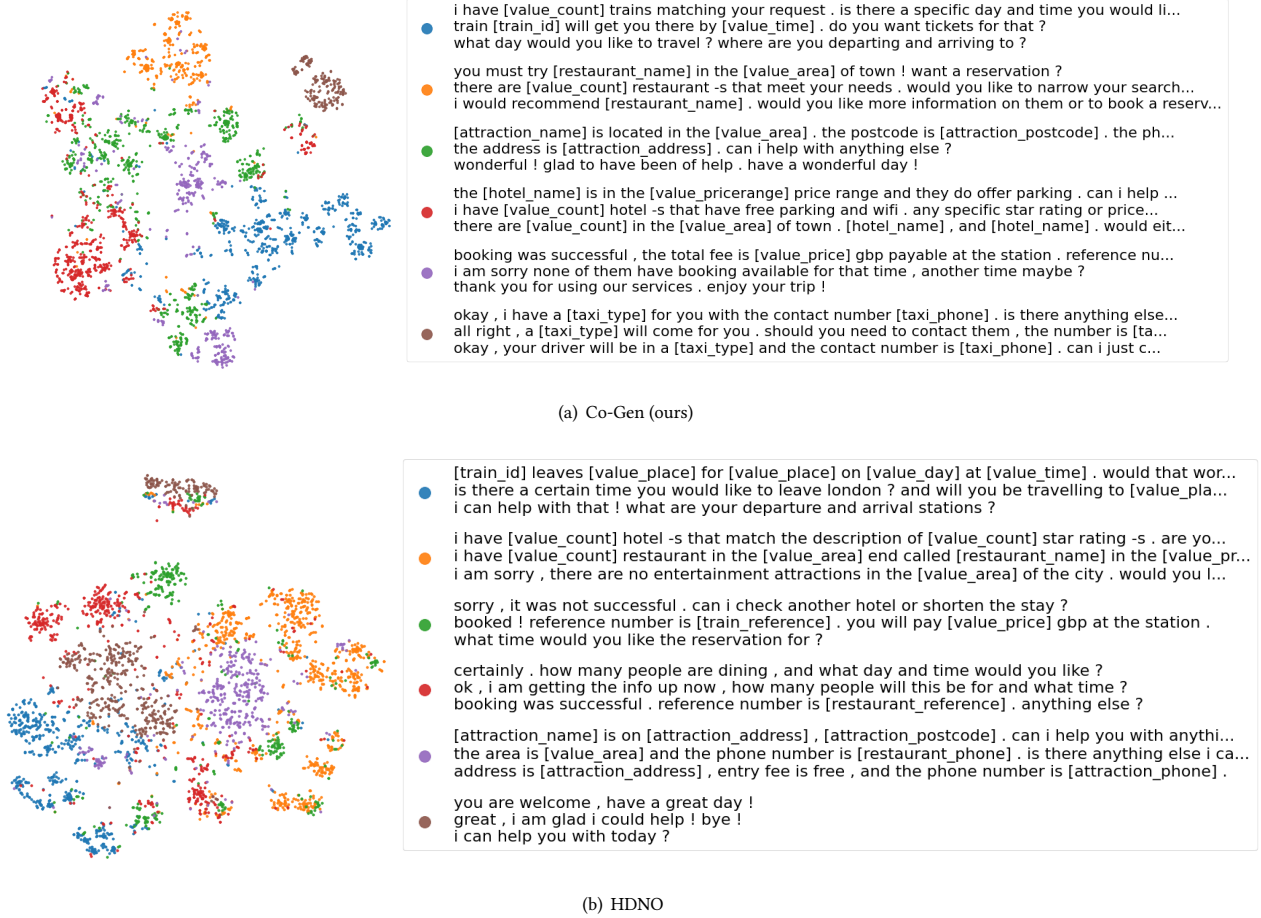 i have [value_count] trains matching your request . is there a specific day and time you would li...
train [train_id] will get you there by [value_time] . do you want tickets for that ?
what day would you like to travel ? where are you departing and arriving to ?
you must try [restaurant_name] in the [value_area] of town ! want a reservation ?
there are [value_count] restaurant -s that meet your needs . would you like to narrow your search...
i would recommend [restaurant_name] . would you like more information on them or to book a reserv...
[attraction_name] is located in the [value_area] . the postcode is [attraction_postcode] . the ph...
the address is [attraction_address] . can i help with anything else ?
wonderful ! glad to have been of help . have a wonderful day !
the [hotel_name] is in the [value_pricerange] price range and they do offer parking . can i help ...
i have [value_count] hotel -s that have free parking and wifi . any specific star rating or price...
there are [value_count] in the [value_area] of town . [hotel_name] , and [hotel_name] . would eit...
booking was successful , the total fee is [value_price] gbp payable at the station . reference nu...
i am sorry none of them have booking available for that time , another time maybe ?
thank you for using our services . enjoy your trip !
okay , i have a [taxi_type] for you with the contact number [taxi_phone] . is there anything else...
all right , a [taxi_type] will come for you . should you need to contact them , the number is [ta...
okay , your driver will be in a [taxi_type] and the contact number is [taxi_phone] . can i just c...
(a) Co-Gen (ours)
[train_id] leaves [value_place] for [value_place] on [value_day] at [value_time] . would that wor...
is there a certain time you would like to leave london ? and will you be travelling to [value_pla...
i can help with that ! what are your departure and arrival stations ?
i have [value_count] hotel -s that match the description of [value_count] star rating -s . are yo...
i have [value_count] restaurant in the [value_area] end called [restaurant_name] in the [value_pr...
i am sorry , there are no entertainment attractions in the [value_area] of the city . would you l...
sorry , it was not successful . can i check another hotel or shorten the stay ?
booked ! reference number is [train_reference] . you will pay [value_price] gbp at the station .
what time would you like the reservation for ?
certainly . how many people are dining , and what day and time would you like ?
ok , i am getting the info up now , how many people will this be for and what time ?
booking was successful . reference number is [restaurant_reference] . anything else ?
[attraction_name] is on [attraction_address] , [attraction_postcode] . can i help you with anythi...
the area is [value_area] and the phone number is [restaurant_phone] . is there anything else i ca...
address is [attraction_address] , entry fee is free , and the phone number is [attraction_phone] .
you are welcome , have a great day !
great , i am glad i could help ! bye !
i can help you with today ?
(b) HDNO